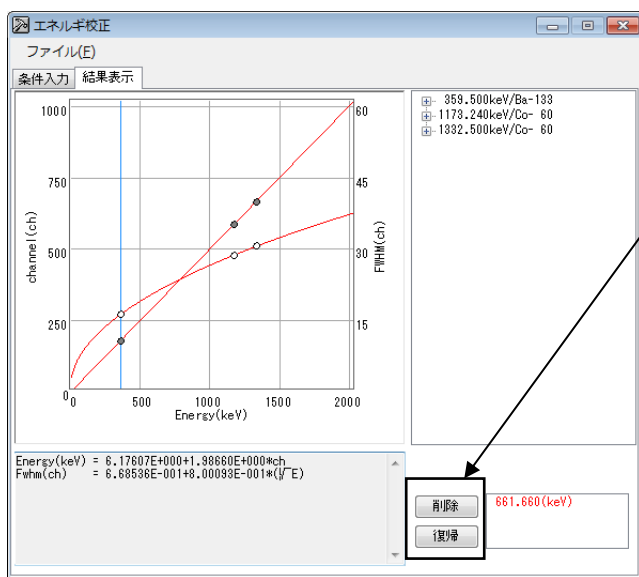 エネルギ校正
ファイル(F)
条件入力 結果表示
1000
750
500
250
0
channel(ch)
60
45
30
15
FWHM(ch)
0 500 1000 1500 2000
Energy(keV)
359.500keV/Ba-133
1173.240keV/Co- 60
1332.500keV/Co- 60
Energy(keV) = 6.17607E+000+1.98660E+000*ch
Fwhm(ch) = 6.68536E-001+8.00093E-001*(√E)
削除
復帰
661.660(keV)